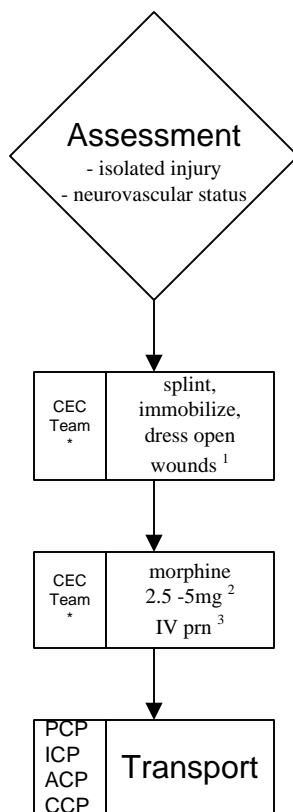 Assessment
- isolated injury
- neurovascular status
CEC
Team
*
splint,
immobilize,
dress open
wounds 1
CEC
Team
*
morphine
2.5 -5mg 2
IV prn 3
PCP
ICP
ACP
CCP
Transport